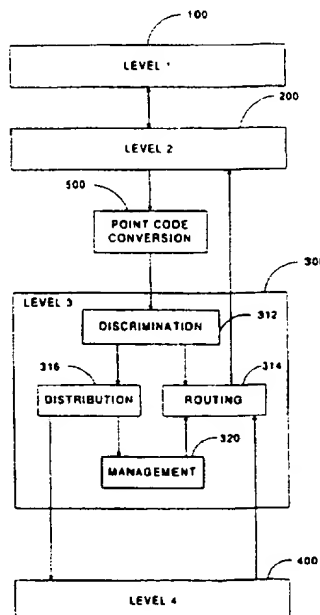 100
LEVEL 1
200
LEVEL 2
500
POINT CODE
CONVERSION
LEVEL 3
DISCRIMINATION
312
316
314
DISTRIBUTION
ROUTING
320
MANAGEMENT
400
LEVEL 4